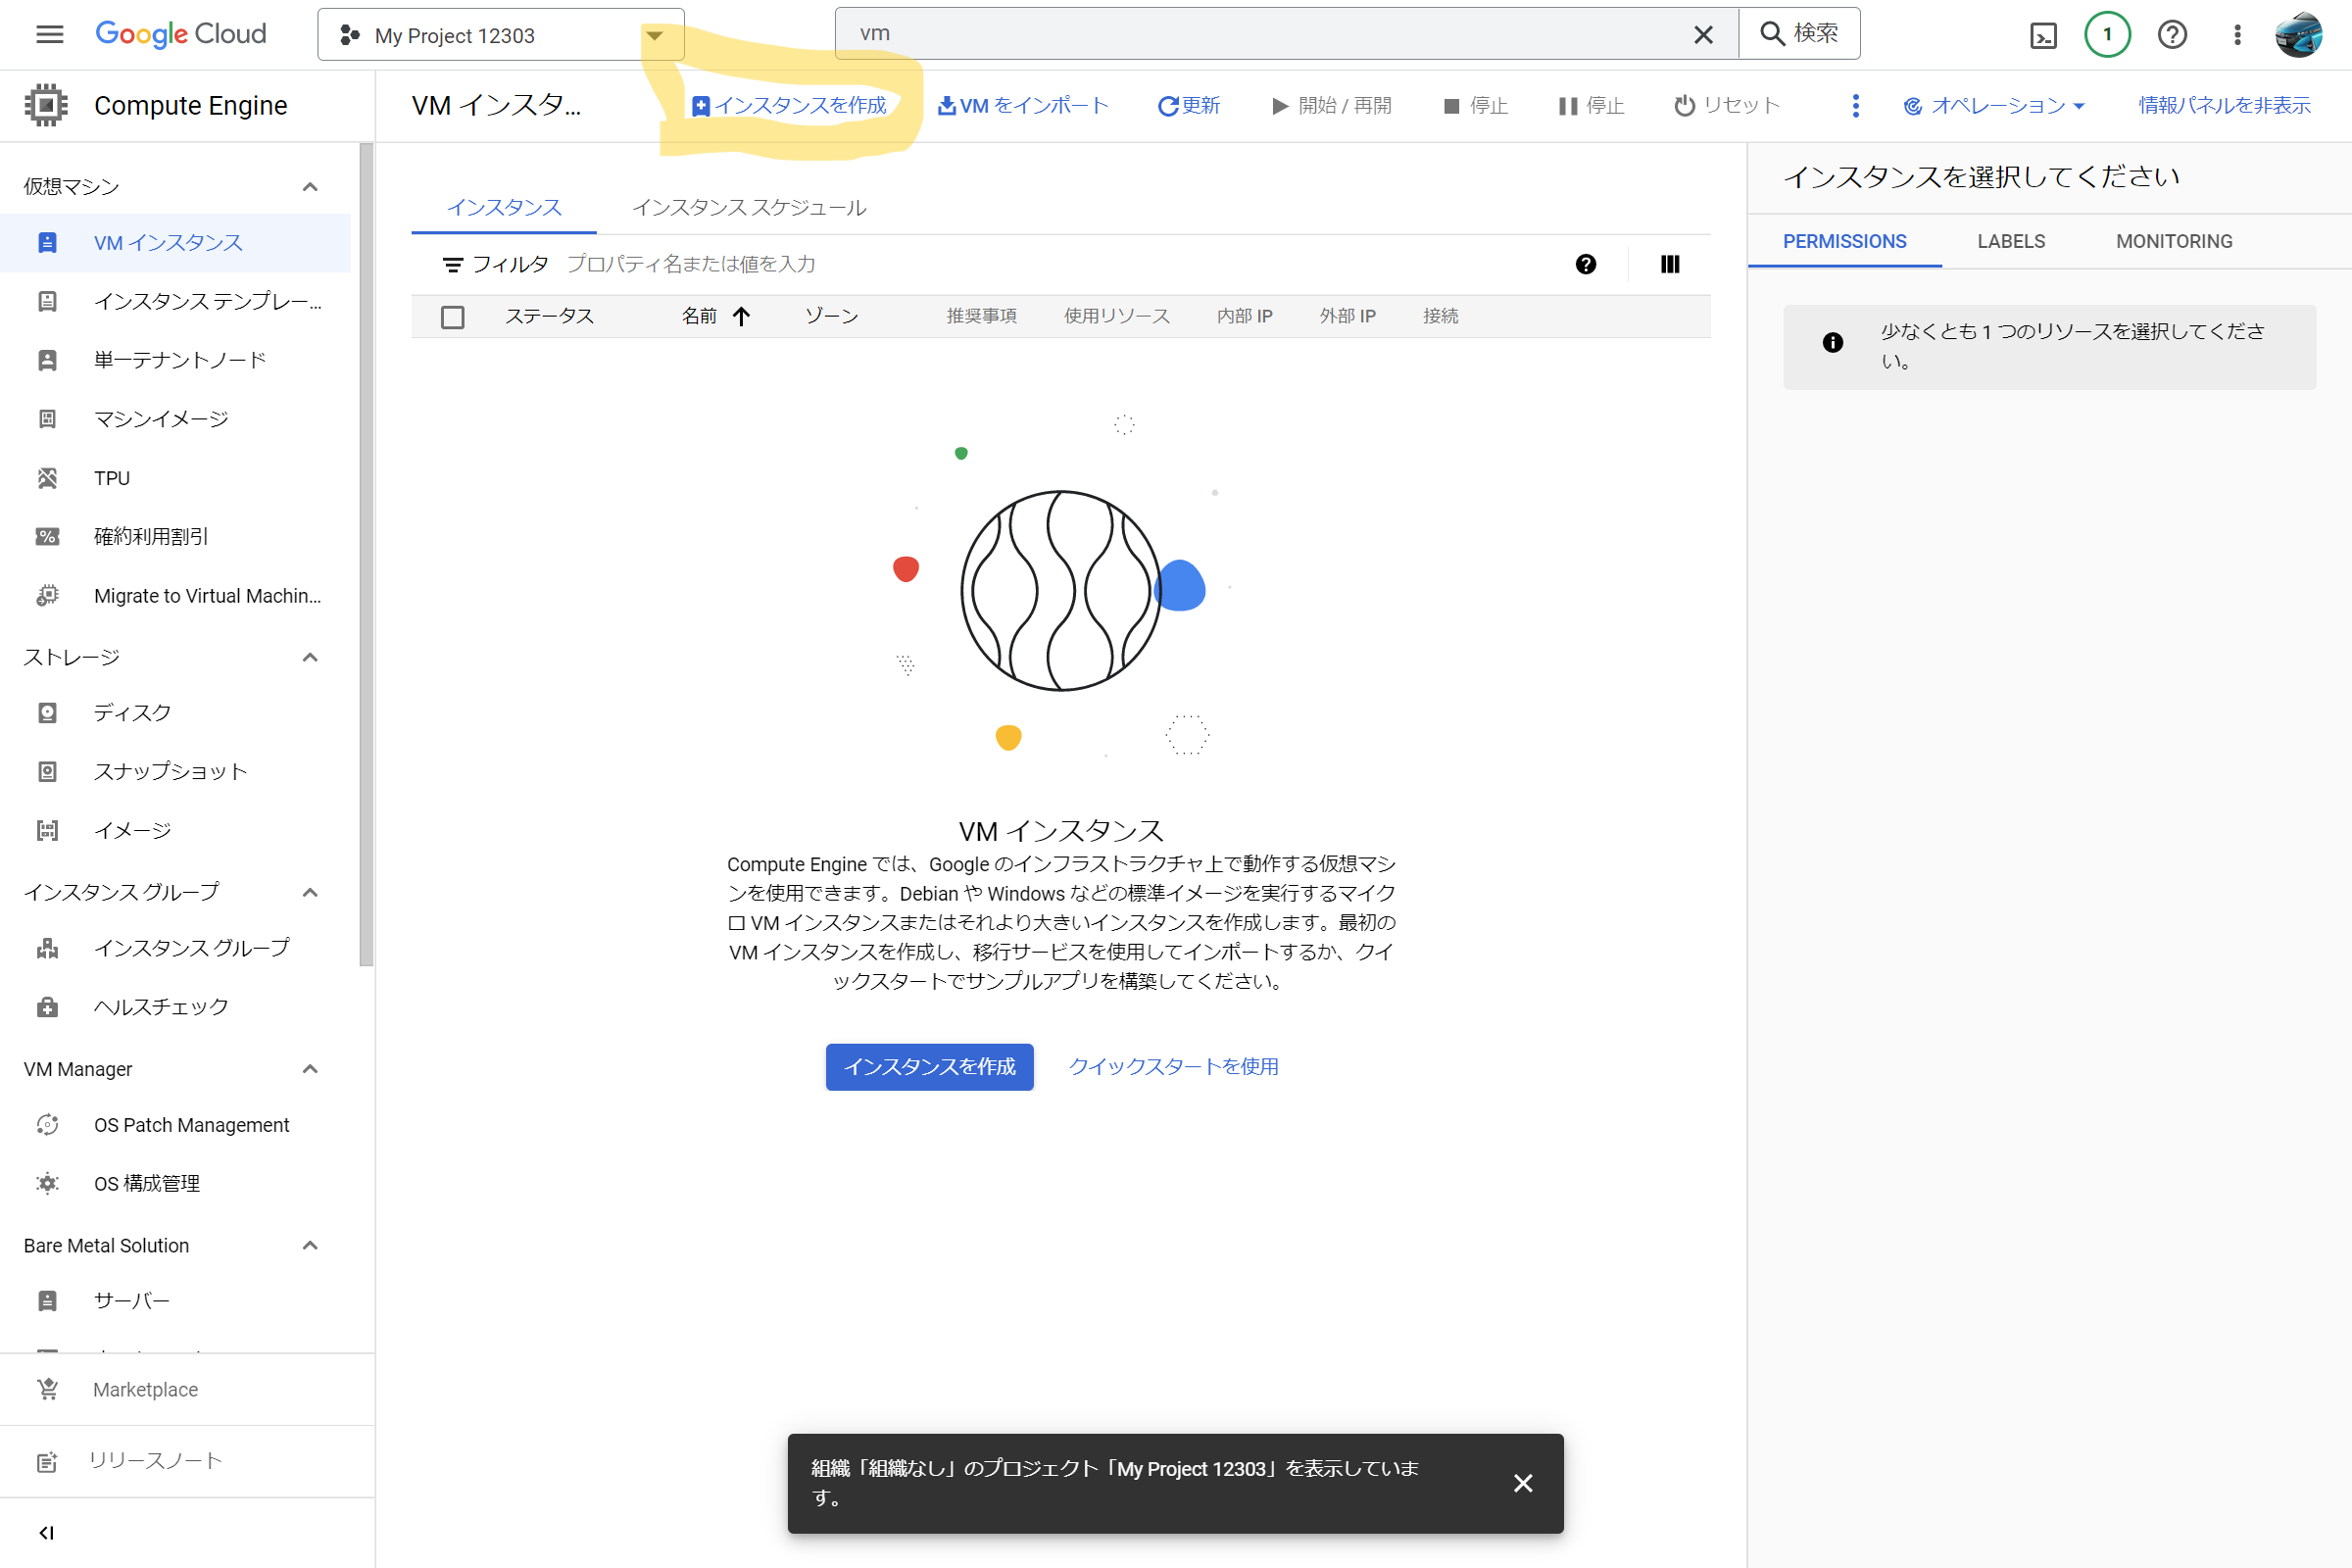 Google Cloud
My Project 12303
vm
検索
1
Compute Engine
VM インスタ...
インスタンスを作成
VM をインポート
更新
開始 / 再開
停止
停止
リセット
オペレーション
情報パネルを非表示
仮想マシン
VM インスタンス
インスタンス テンプレー...
単一テナントノード
マシンイメージ
TPU
確約利用割引
Migrate to Virtual Machin...
ストレージ
ディスク
スナップショット
イメージ
インスタンス グループ
インスタンス グループ
ヘルスチェック
VM Manager
OS Patch Management
OS 構成管理
Bare Metal Solution
サーバー
Marketplace
リリースノート
インスタンス
インスタンス スケジュール
フィルタ プロパティ名または値を入力
ステータス 名前 ゾーン 推奨事項 使用リソース 内部 IP 外部 IP 接続
VM インスタンス
Compute Engine では、Google のインフラストラクチャ上で動作する仮想マシ
ンを使用できます。Debian や Windows などの標準イメージを実行するマイク
ロ VM インスタンスまたはそれより大きいインスタンスを作成します。最初の
VM インスタンスを作成し、移行サービスを使用してインポートするか、クイ
ックスタートでサンプルアプリを構築してください。
インスタンスを作成
クイックスタートを使用
インスタンスを選択してください
PERMISSIONS
LABELS
MONITORING
少なくとも 1 つのリソースを選択してくださ
い。
組織「組織なし」のプロジェクト「My Project 12303」を表示していま
す。